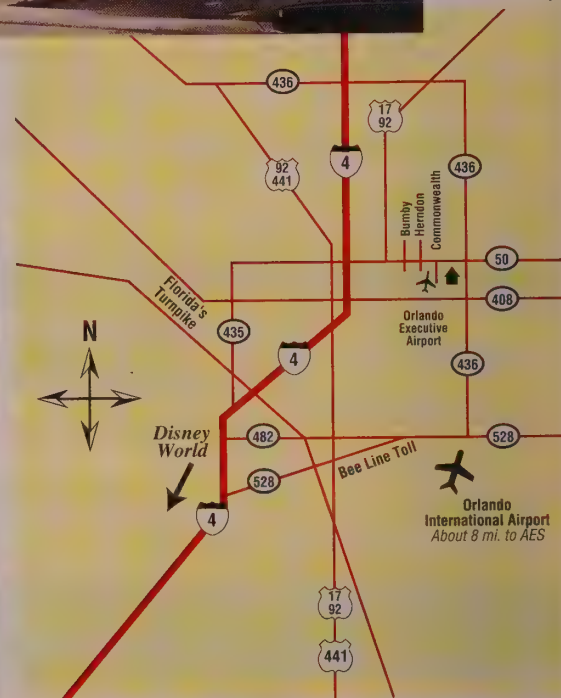 436
17
92
4
92
441
436
Bumby
Herndon
Commonwealth
50
Florida's
Turnpike
408
Orlando
Executive
Airport
435
4
436
N
Disney
World
482
528
528
Bee Line Toll
4
Orlando
International Airport
About 8 mi. to AES
17
92
441